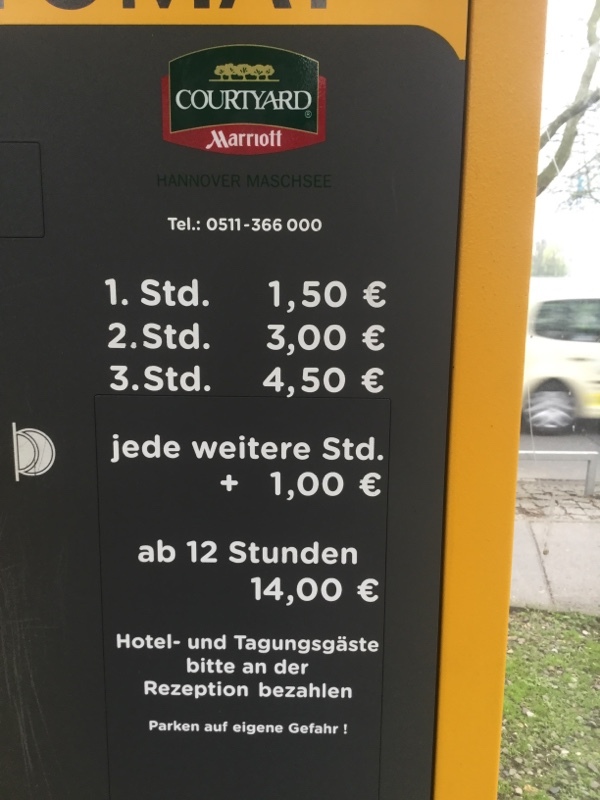 COURTYARD
Marriott
HANNOVER MASCHSEE
Tel.: 0511-366 000
1. Std. 1,50 €
2. Std. 3,00 €
3. Std. 4,50 €
jede weitere Std.
+ 1,00 €
ab 12 Stunden
14,00 €
Hotel- und Tagungsgäste
bitte an der
Rezeption bezahlen
Parken auf eigene Gefahr !